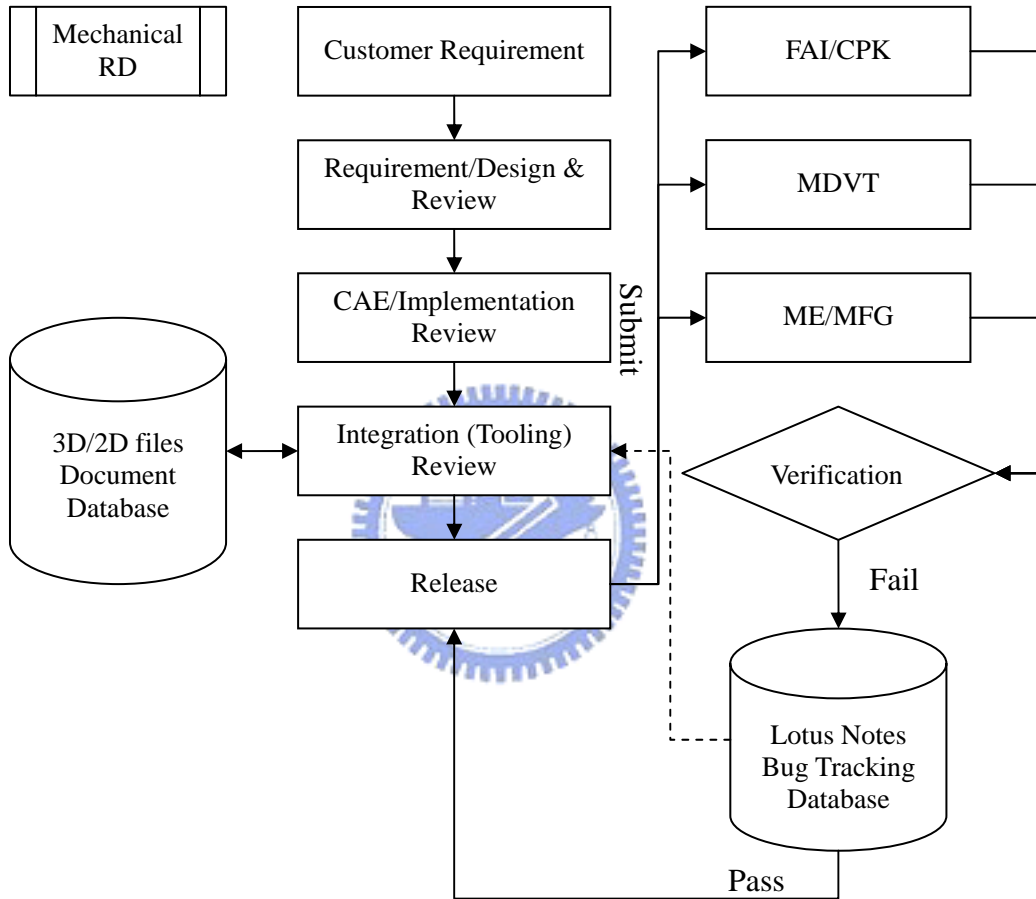 Mechanical
RD
Customer Requirement
Requirement/Design &
Review
CAE/Implementation
Review
Integration (Tooling)
Review
Release
3D/2D files
Document
Database
Submit
FAI/CPK
MDVT
ME/MFG
Verification
Fail
Lotus Notes
Bug Tracking
Database
Pass